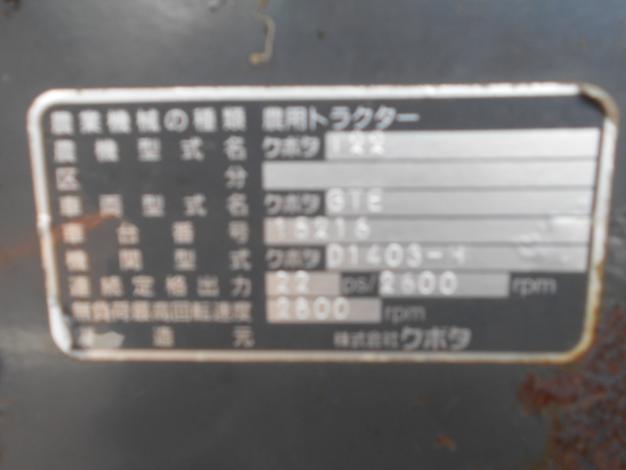 農業機械の種類 農用トラクター
農機型式名 クボタ
区分
車両型式名 クボタ GTE
車台番号 15216
機関型式 クボタ D1403-H
連続定格出力 22 ps/2600 rpm
無負荷最高回転速度 2800 rpm
製造元 株式会社クボタ